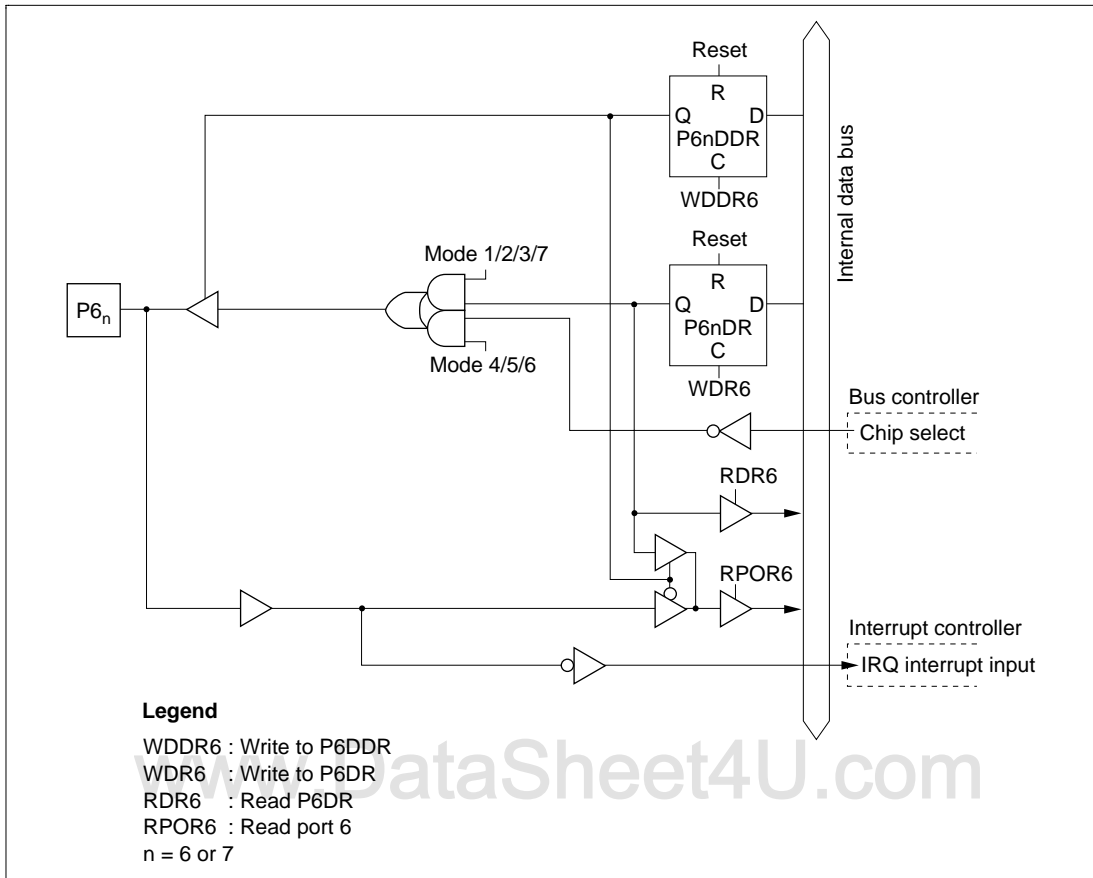 Reset
R
Q D
P6nDDR
C
WDDR6
Internal data bus
Reset
Mode 1/2/3/7
R
Q D
P6n
P6nDR
C
Mode 4/5/6
WDR6
Bus controller
Chip select
RDR6
RPOR6
Interrupt controller
IRQ interrupt input
Legend
WDDR6 : Write to P6DDR
WDR6 : Write to P6DR
RDR6 : Read P6DR
RPOR6 : Read port 6
n = 6 or 7
www.DataSheet4U.com